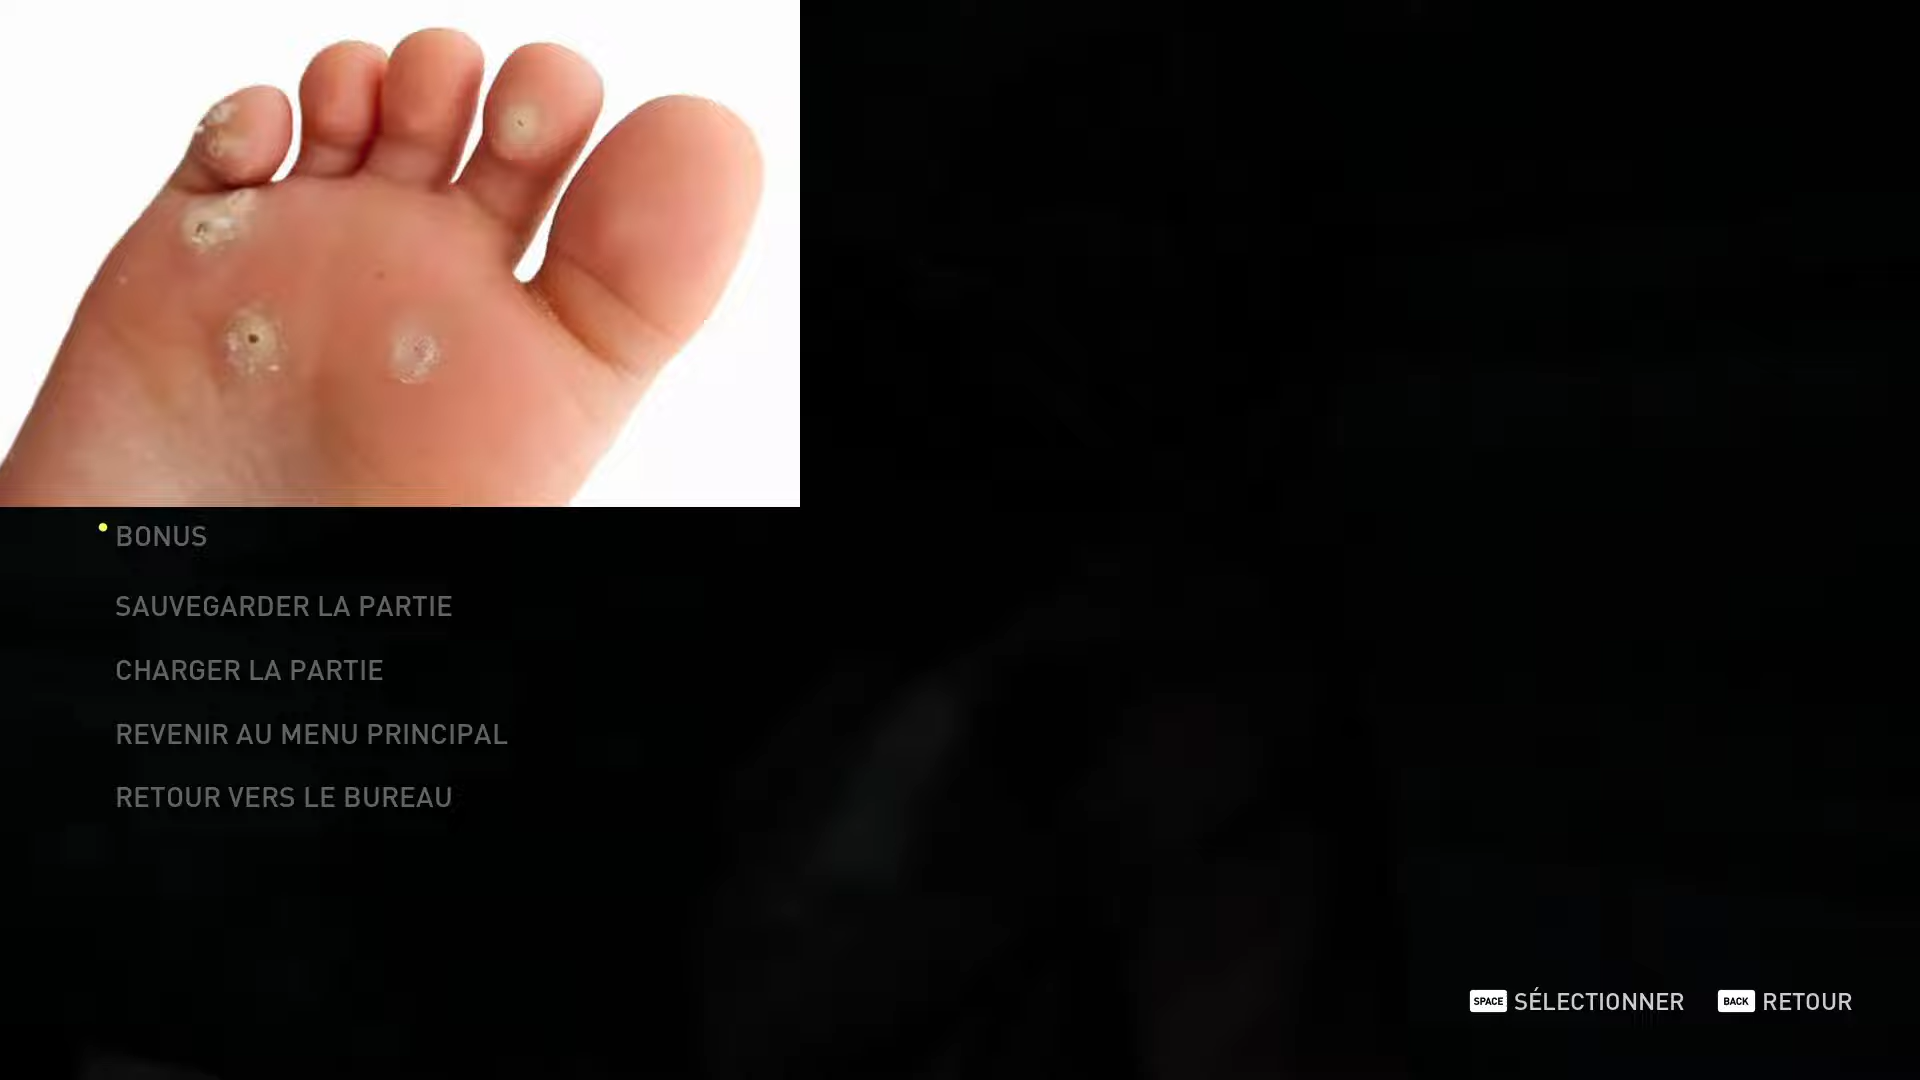 BONUS
SAUVEGARDER LA PARTIE
CHARGER LA PARTIE
REVENIR AU MENU PRINCIPAL
RETOUR VERS LE BUREAU
SPACE SÉLECTIONNER BACK RETOUR